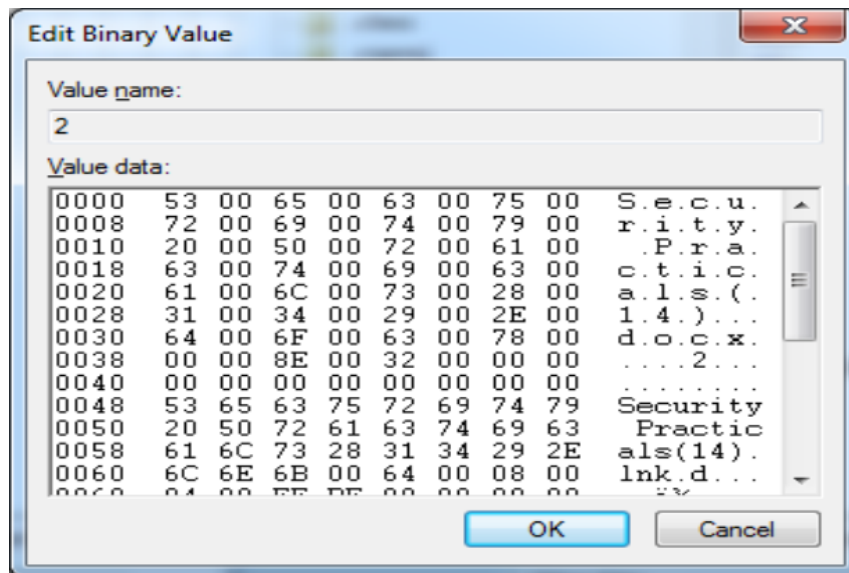 Edit Binary Value
Value name:
2
Value data:
0000 53 00 65 00 63 00 75 00 S.e.c.u.
0008 72 00 69 00 74 00 79 00 r.i.t.y.
0010 20 00 50 00 72 00 61 00 .P.r.a.
0018 63 00 74 00 69 00 63 00 c.t.i.c.
0020 61 00 6C 00 73 00 28 00 a.l.s.(.
0028 31 00 34 00 29 00 2E 00 1.4.)...
0030 64 00 6F 00 63 00 78 00 d.o.c.x.
0038 00 00 8E 00 32 00 00 00 ....2...
0040 00 00 00 00 00 00 00 00 ........
0048 53 65 63 75 72 69 74 79 Security
0050 20 50 72 61 63 74 69 63 Practic
0058 61 6C 73 28 31 34 29 2E als(14).
0060 6C 6E 6B 00 64 00 08 00 lnk.d...
OK Cancel